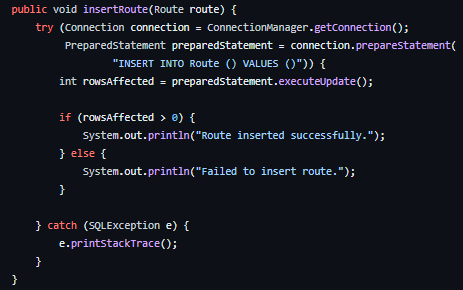 public void insertRoute(Route route) {
    try (Connection connection = ConnectionManager.getConnection();
         PreparedStatement preparedStatement = connection.prepareStatement(
                 "INSERT INTO Route () VALUES ()")) {
        int rowsAffected = preparedStatement.executeUpdate();

        if (rowsAffected > 0) {
            System.out.println("Route inserted successfully.");
        } else {
            System.out.println("Failed to insert route.");
        }

    } catch (SQLException e) {
        e.printStackTrace();
    }
}